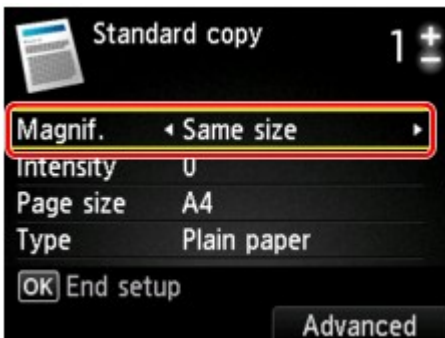 Standard copy 1
Magnif. Same size
Intensity 0
Page size A4
Type Plain paper
OK End setup
Advanced